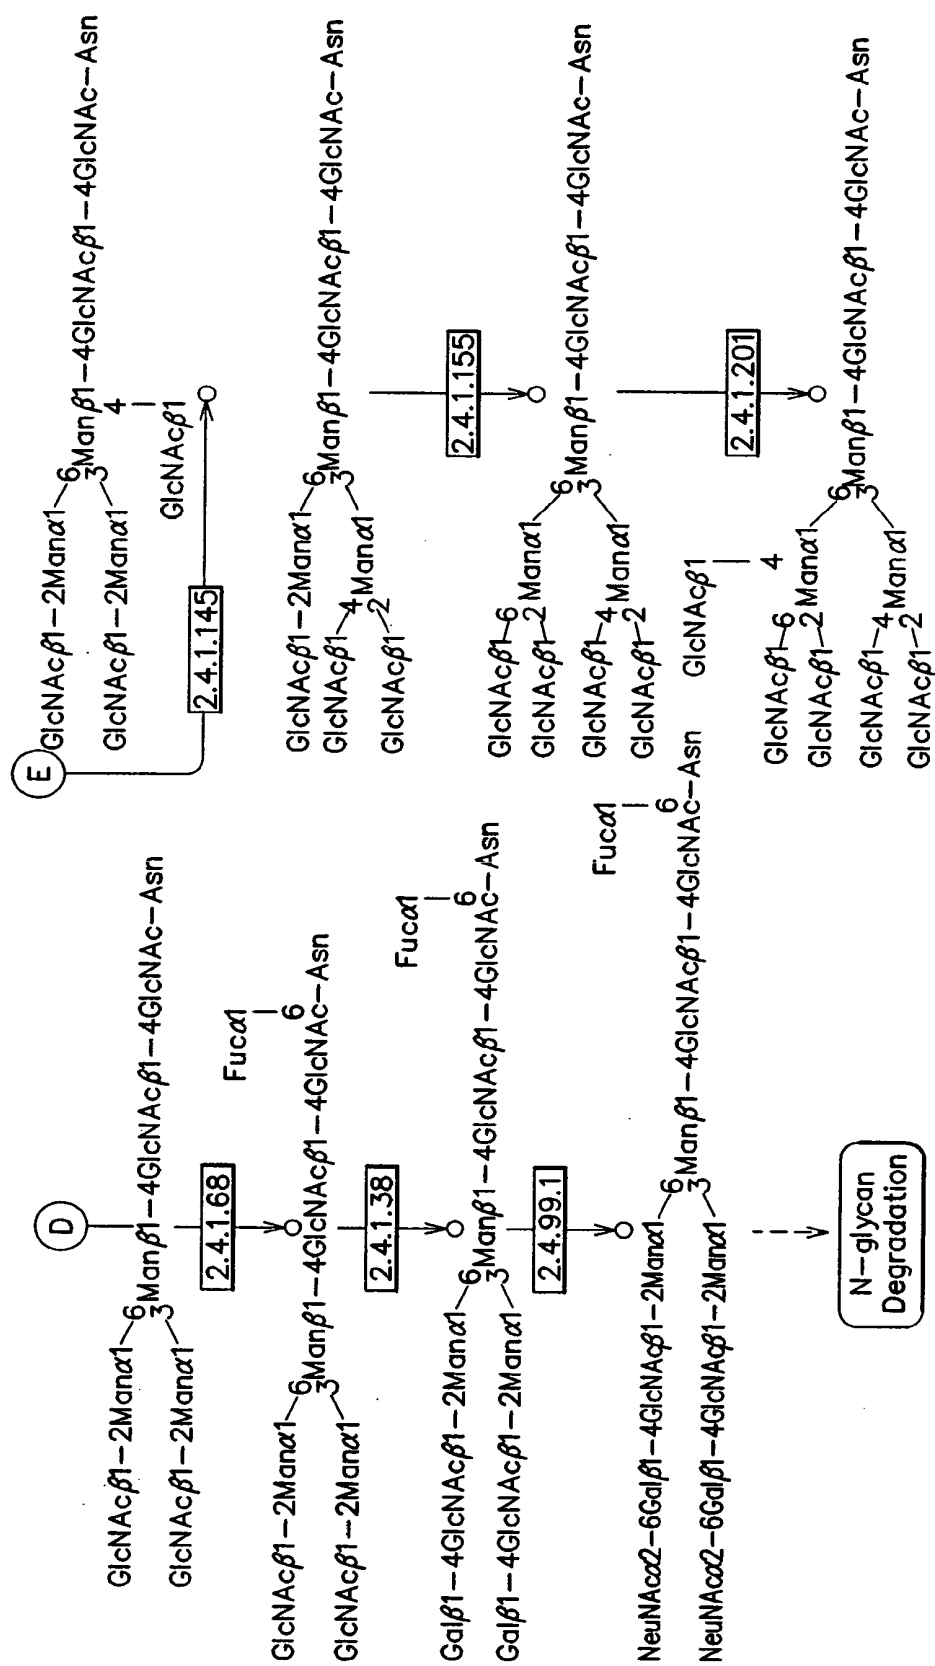 D
GlcNAcβ1–2Manα1
6
Manβ1–4GlcNAcβ1–4GlcNAc–Asn
3
GlcNAcβ1–2Manα1
2.4.1.68
Fucα1
6
GlcNAcβ1–2Manα1
6
Manβ1–4GlcNAcβ1–4GlcNAc–Asn
3
GlcNAcβ1–2Manα1
2.4.1.38
Fucα1
6
Galβ1–4GlcNAcβ1–2Manα1
6
Manβ1–4GlcNAcβ1–4GlcNAc–Asn
3
Galβ1–4GlcNAcβ1–2Manα1
2.4.99.1
Fucα1
6
NeuNAcα2–6Galβ1–4GlcNAcβ1–2Manα1
6
Manβ1–4GlcNAcβ1–4GlcNAc–Asn
3
NeuNAcα2–6Galβ1–4GlcNAcβ1–2Manα1
N–glycan
Degradation
E
GlcNAcβ1–2Manα1
6
Manβ1–4GlcNAcβ1–4GlcNAc–Asn
3
4
GlcNAcβ1–2Manα1
GlcNAcβ1
2.4.1.145
GlcNAcβ1–2Manα1
6
Manβ1–4GlcNAcβ1–4GlcNAc–Asn
3
GlcNAcβ1–4
Manα1
GlcNAcβ1
2
2.4.1.155
GlcNAcβ1–6
Manα1
GlcNAcβ1–2
6
Manβ1–4GlcNAcβ1–4GlcNAc–Asn
3
GlcNAcβ1–4
Manα1
GlcNAcβ1–2
2.4.1.201
GlcNAcβ1
4
GlcNAcβ1–6
Manα1
GlcNAcβ1–2
6
Manβ1–4GlcNAcβ1–4GlcNAc–Asn
3
GlcNAcβ1–4
Manα1
GlcNAcβ1–2